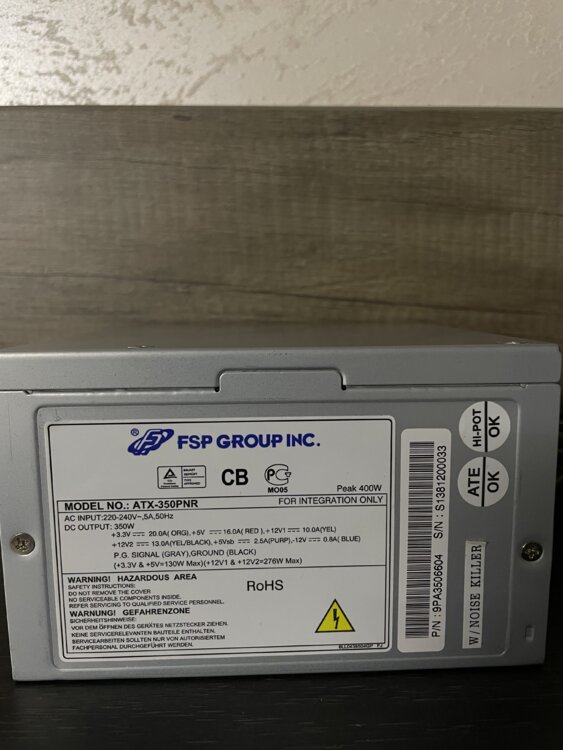 ® FSP GROUP INC.
CB
MO05
Peak 400W
MODEL NO.: ATX-350PNR
FOR INTEGRATION ONLY
AC INPUT:220-240V~,5A,50Hz
DC OUTPUT: 350W
+3.3V ⎓ 20.0A( ORG),+5V ⎓ 16.0A( RED ),+12V1 ⎓ 10.0A(YEL)
+12V2 ⎓ 13.0A(YEL/BLACK),+5Vsb ⎓ 2.5A(PURP),-12V ⎓ 0.8A( BLUE)
P.G. SIGNAL (GRAY),GROUND (BLACK)
(+3.3V & +5V=130W Max)(+12V1 & +12V2=276W Max)
WARNING! HAZARDOUS AREA
SAFETY INSTRUCTIONS:
DO NOT REMOVE THE COVER
NO SERVICEABLE COMPONENTS INSIDE.
REFER SERVICING TO QUALIFIED SERVICE PERSONNEL.
WARNUNG! GEFAHRENZONE
SICHERHEITSHINWEISE:
VOR DEM ÖFFNEN DES GERÄTES NETZSTECKER ZIEHEN.
KEINE SERVICERELEVANTEN BAUTEILE ENTHALTEN.
SERVICEARBEITEN SOLLTEN NUR VON AUTORISIERTEM
FACHPERSONAL DURCHGEFÜHRT WERDEN.
RoHS
P/N : 9PA3506604
S/N : S1381200033
HI-POT OK
ATE OK
W/NOISE KILLER